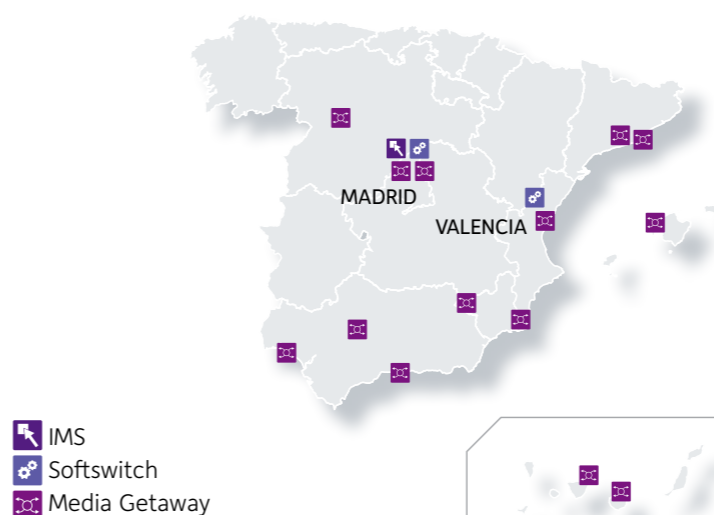 MADRID
VALENCIA
IMS
Softswitch
Media Getaway